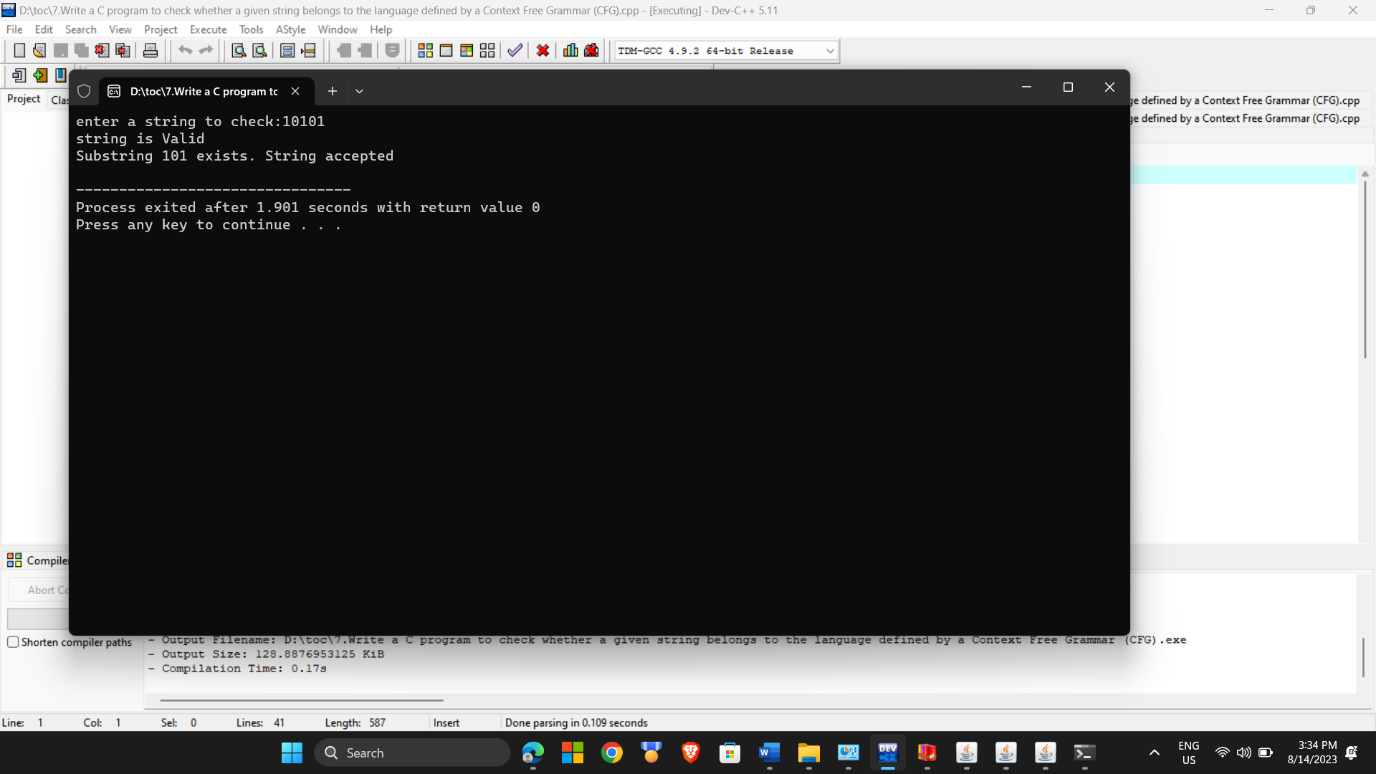 D:\toc\7.Write a C program to check whether a given string belongs to the language defined by a Context Free Grammar (CFG).cpp - [Executing] - Dev-C++ 5.11
File Edit Search View Project Execute Tools AStyle Window Help
TDM-GCC 4.9.2 64-bit Release
Project
D:\toc\7.Write a C program to
defined by a Context Free Grammar (CFG).cpp
defined by a Context Free Grammar (CFG).cpp
enter a string to check:10101
string is Valid
Substring 101 exists. String accepted
--------------------------------
Process exited after 1.901 seconds with return value 0
Press any key to continue . . .
Compiler
Abort
Shorten compiler paths
- Output Filename: D:\toc\7.Write a C program to check whether a given string belongs to the language defined by a Context Free Grammar (CFG).exe
- Output Size: 128.8876953125 KiB
- Compilation Time: 0.17s
Line: 1 Col: 1 Sel: 0 Lines: 41 Length: 587 Insert Done parsing in 0.109 seconds
Search
DEV
ENG
US
3:34 PM
8/14/2023